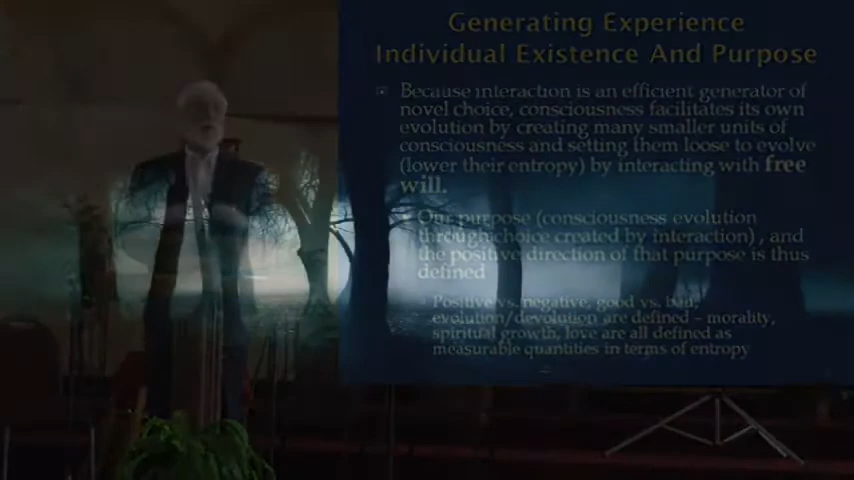 Generating Experience
Individual Existence And Purpose
Because interaction is an efficient generator of
novel choice, consciousness facilitates its own
evolution by creating many smaller units of
consciousness and setting them loose to evolve
(lower their entropy) by interacting with free
will.
Our purpose (consciousness evolution
through choice created by interaction) , and
the positive direction of that purpose is thus
defined
Positive vs. negative, good vs. bad,
evolution/devolution are defined – morality,
spiritual growth, love are all defined as
measurable quantities in terms of entropy